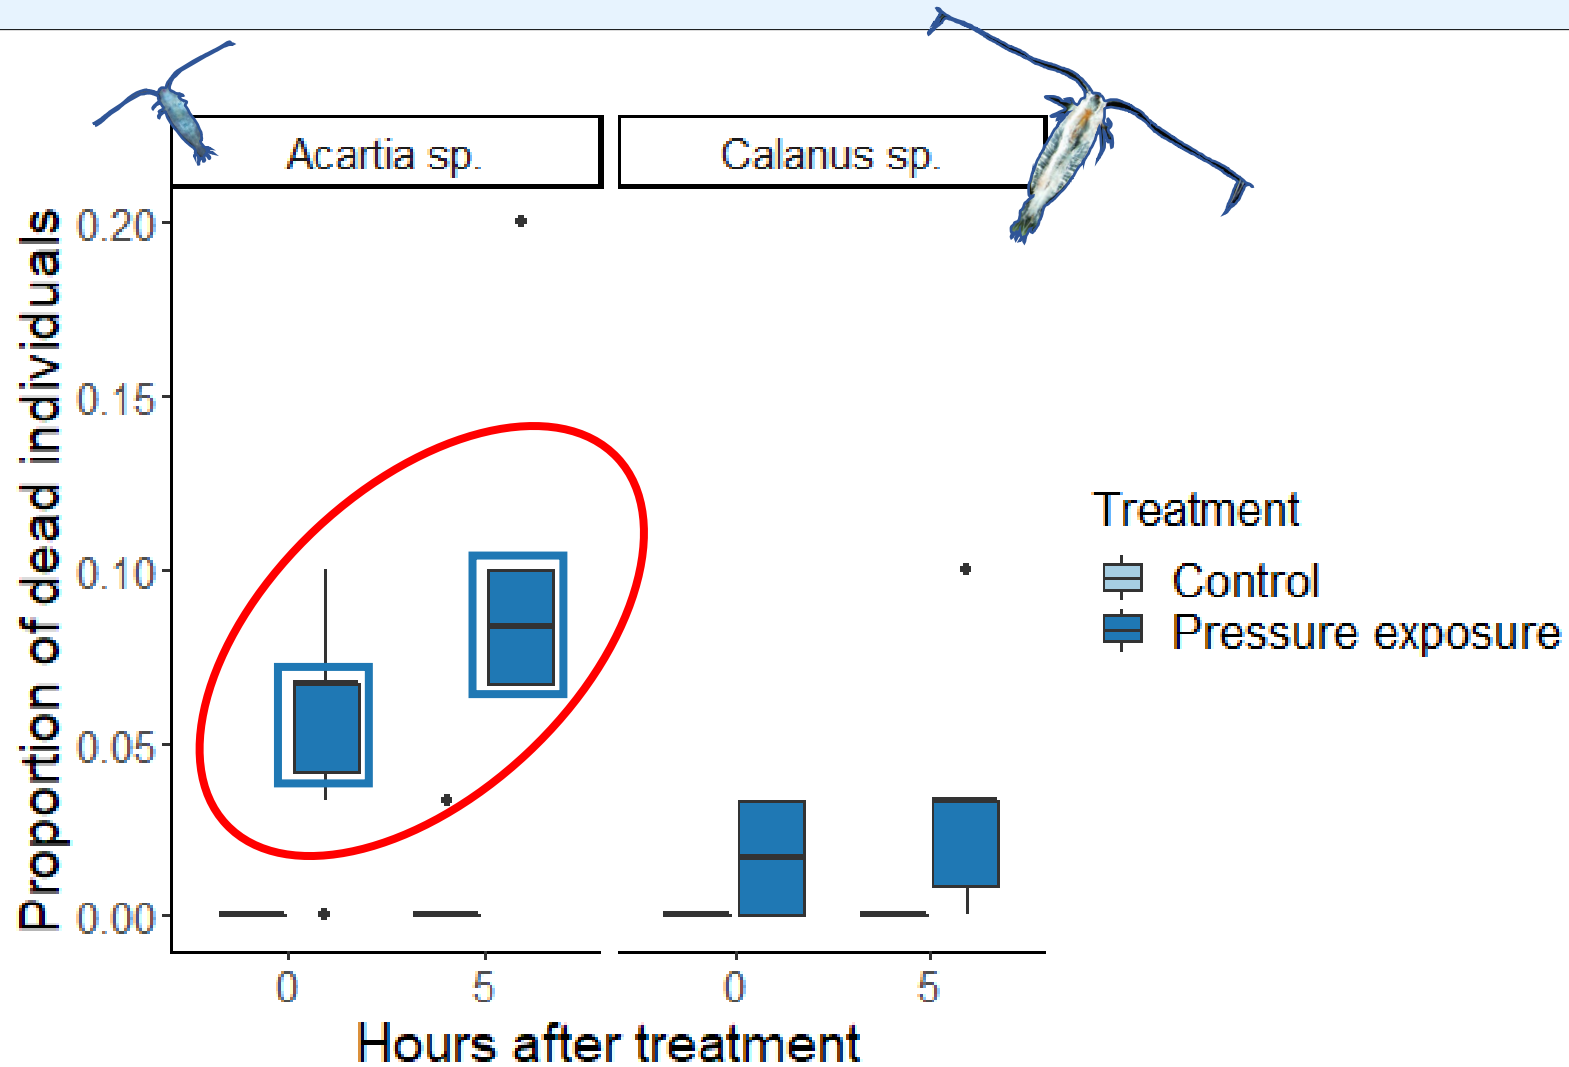 Acartia sp.
Calanus sp.
Proportion of dead individuals
0.20
0.15
0.10
0.05
0.00
0
5
0
5
Hours after treatment
Treatment
Control
Pressure exposure